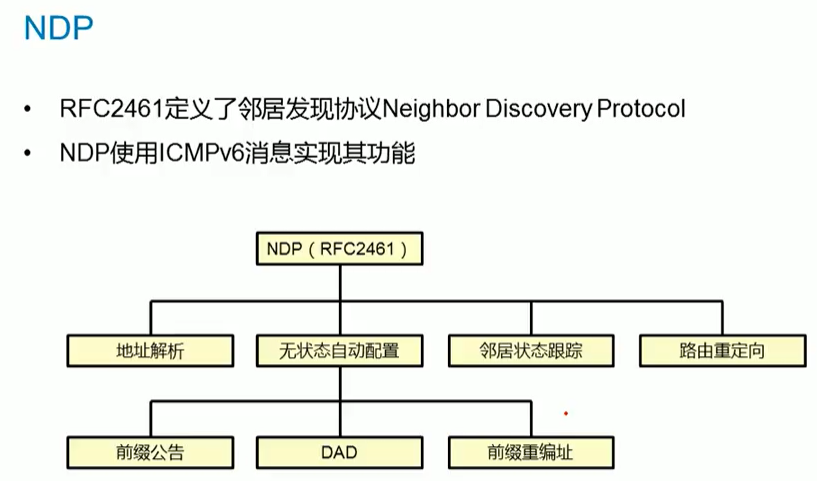 NDP
• RFC2461定义了邻居发现协议Neighbor Discovery Protocol
• NDP使用ICMPv6消息实现其功能
NDP（RFC2461）
地址解析
无状态自动配置
邻居状态跟踪
路由重定向
前缀公告
DAD
前缀重编址